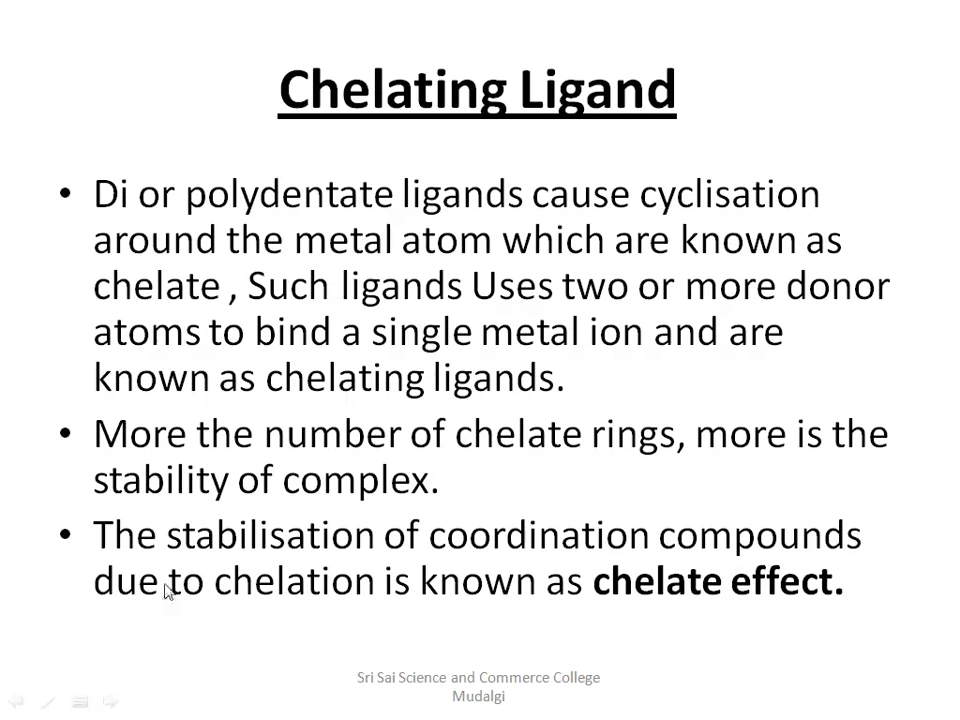 Chelating Ligand
• Di or polydentate ligands cause cyclisation
around the metal atom which are known as
chelate , Such ligands Uses two or more donor
atoms to bind a single metal ion and are
known as chelating ligands.
• More the number of chelate rings, more is the
stability of complex.
• The stabilisation of coordination compounds
due to chelation is known as chelate effect.
Sri Sai Science and Commerce College
Mudalgi